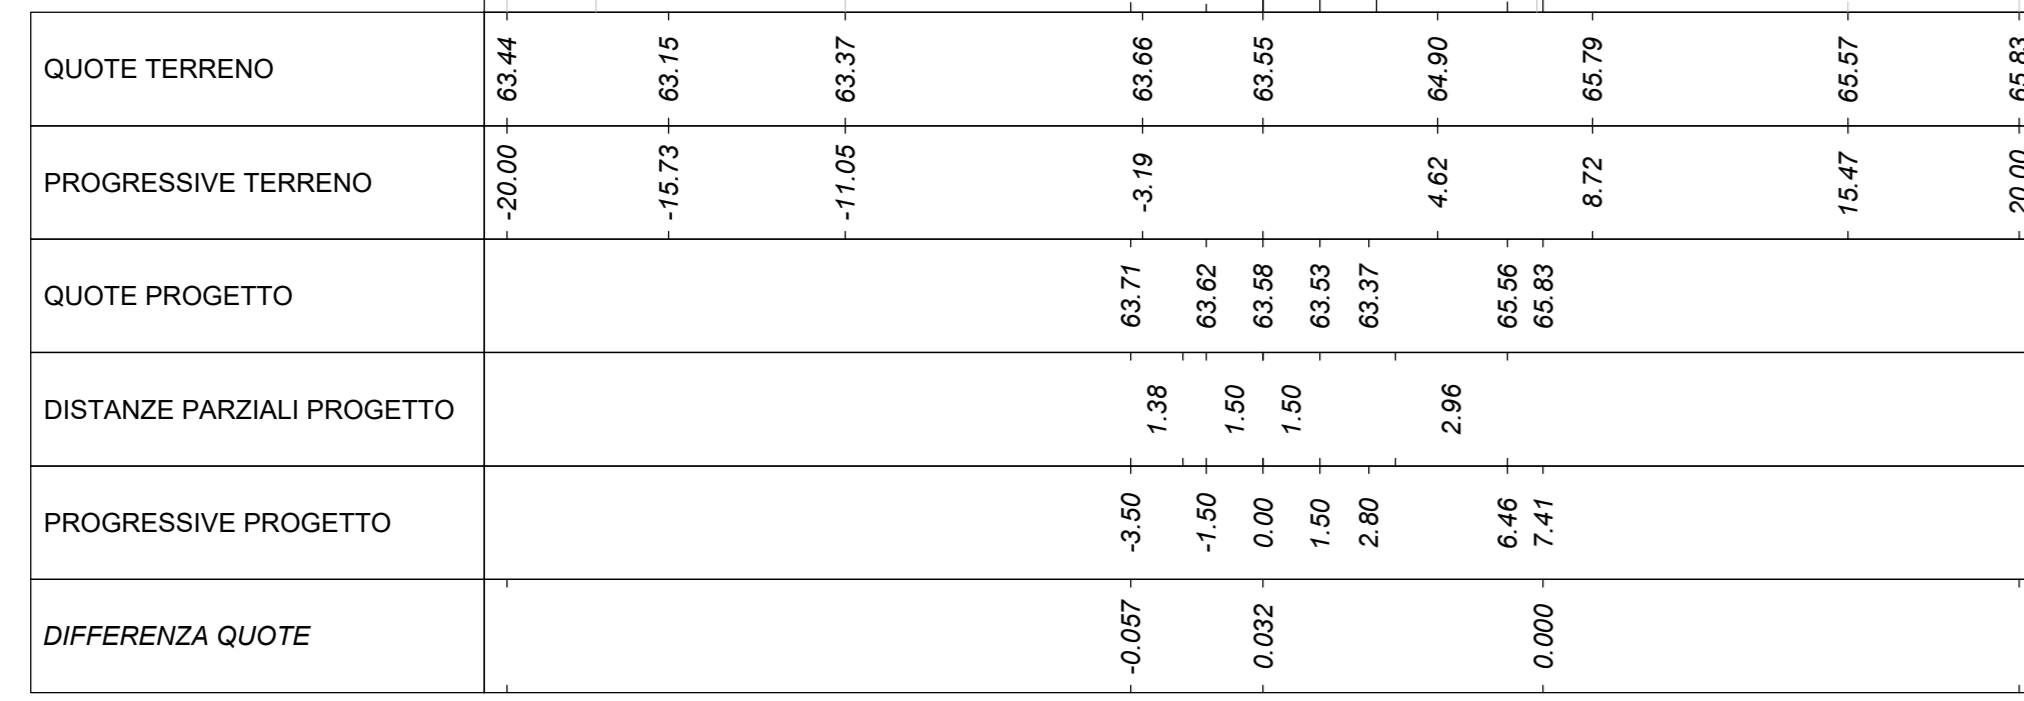 QUOTE TERRENO 63.44 63.15 63.37 63.66 63.55 64.90 65.79 65.57 65.83
PROGRESSIVE TERRENO -20.00 -15.73 -11.05 -3.19 4.62 8.72 15.47 20.00
QUOTE PROGETTO 63.71 63.62 63.58 63.53 63.37 65.56 65.83
DISTANZE PARZIALI PROGETTO 1.38 1.50 1.50 2.96
PROGRESSIVE PROGETTO -3.50 -1.50 0.00 1.50 2.80 6.46 7.41
DIFFERENZA QUOTE -0.057 0.032 0.000